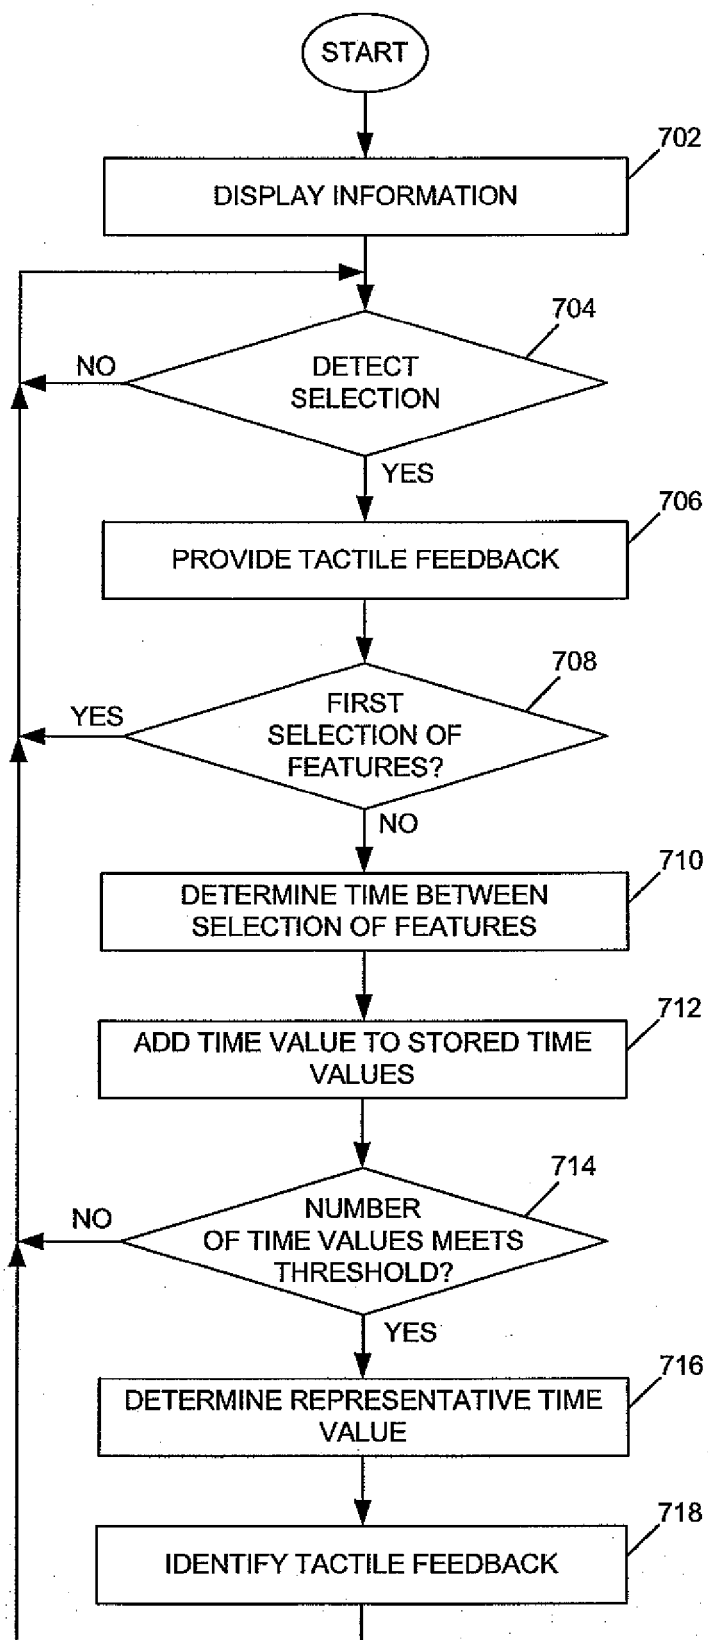 START
702
DISPLAY INFORMATION
704
DETECT
SELECTION
NO
YES
706
PROVIDE TACTILE FEEDBACK
708
FIRST
SELECTION OF
FEATURES?
YES
NO
710
DETERMINE TIME BETWEEN
SELECTION OF FEATURES
712
ADD TIME VALUE TO STORED TIME
VALUES
714
NUMBER
OF TIME VALUES MEETS
THRESHOLD?
NO
YES
716
DETERMINE REPRESENTATIVE TIME
VALUE
718
IDENTIFY TACTILE FEEDBACK